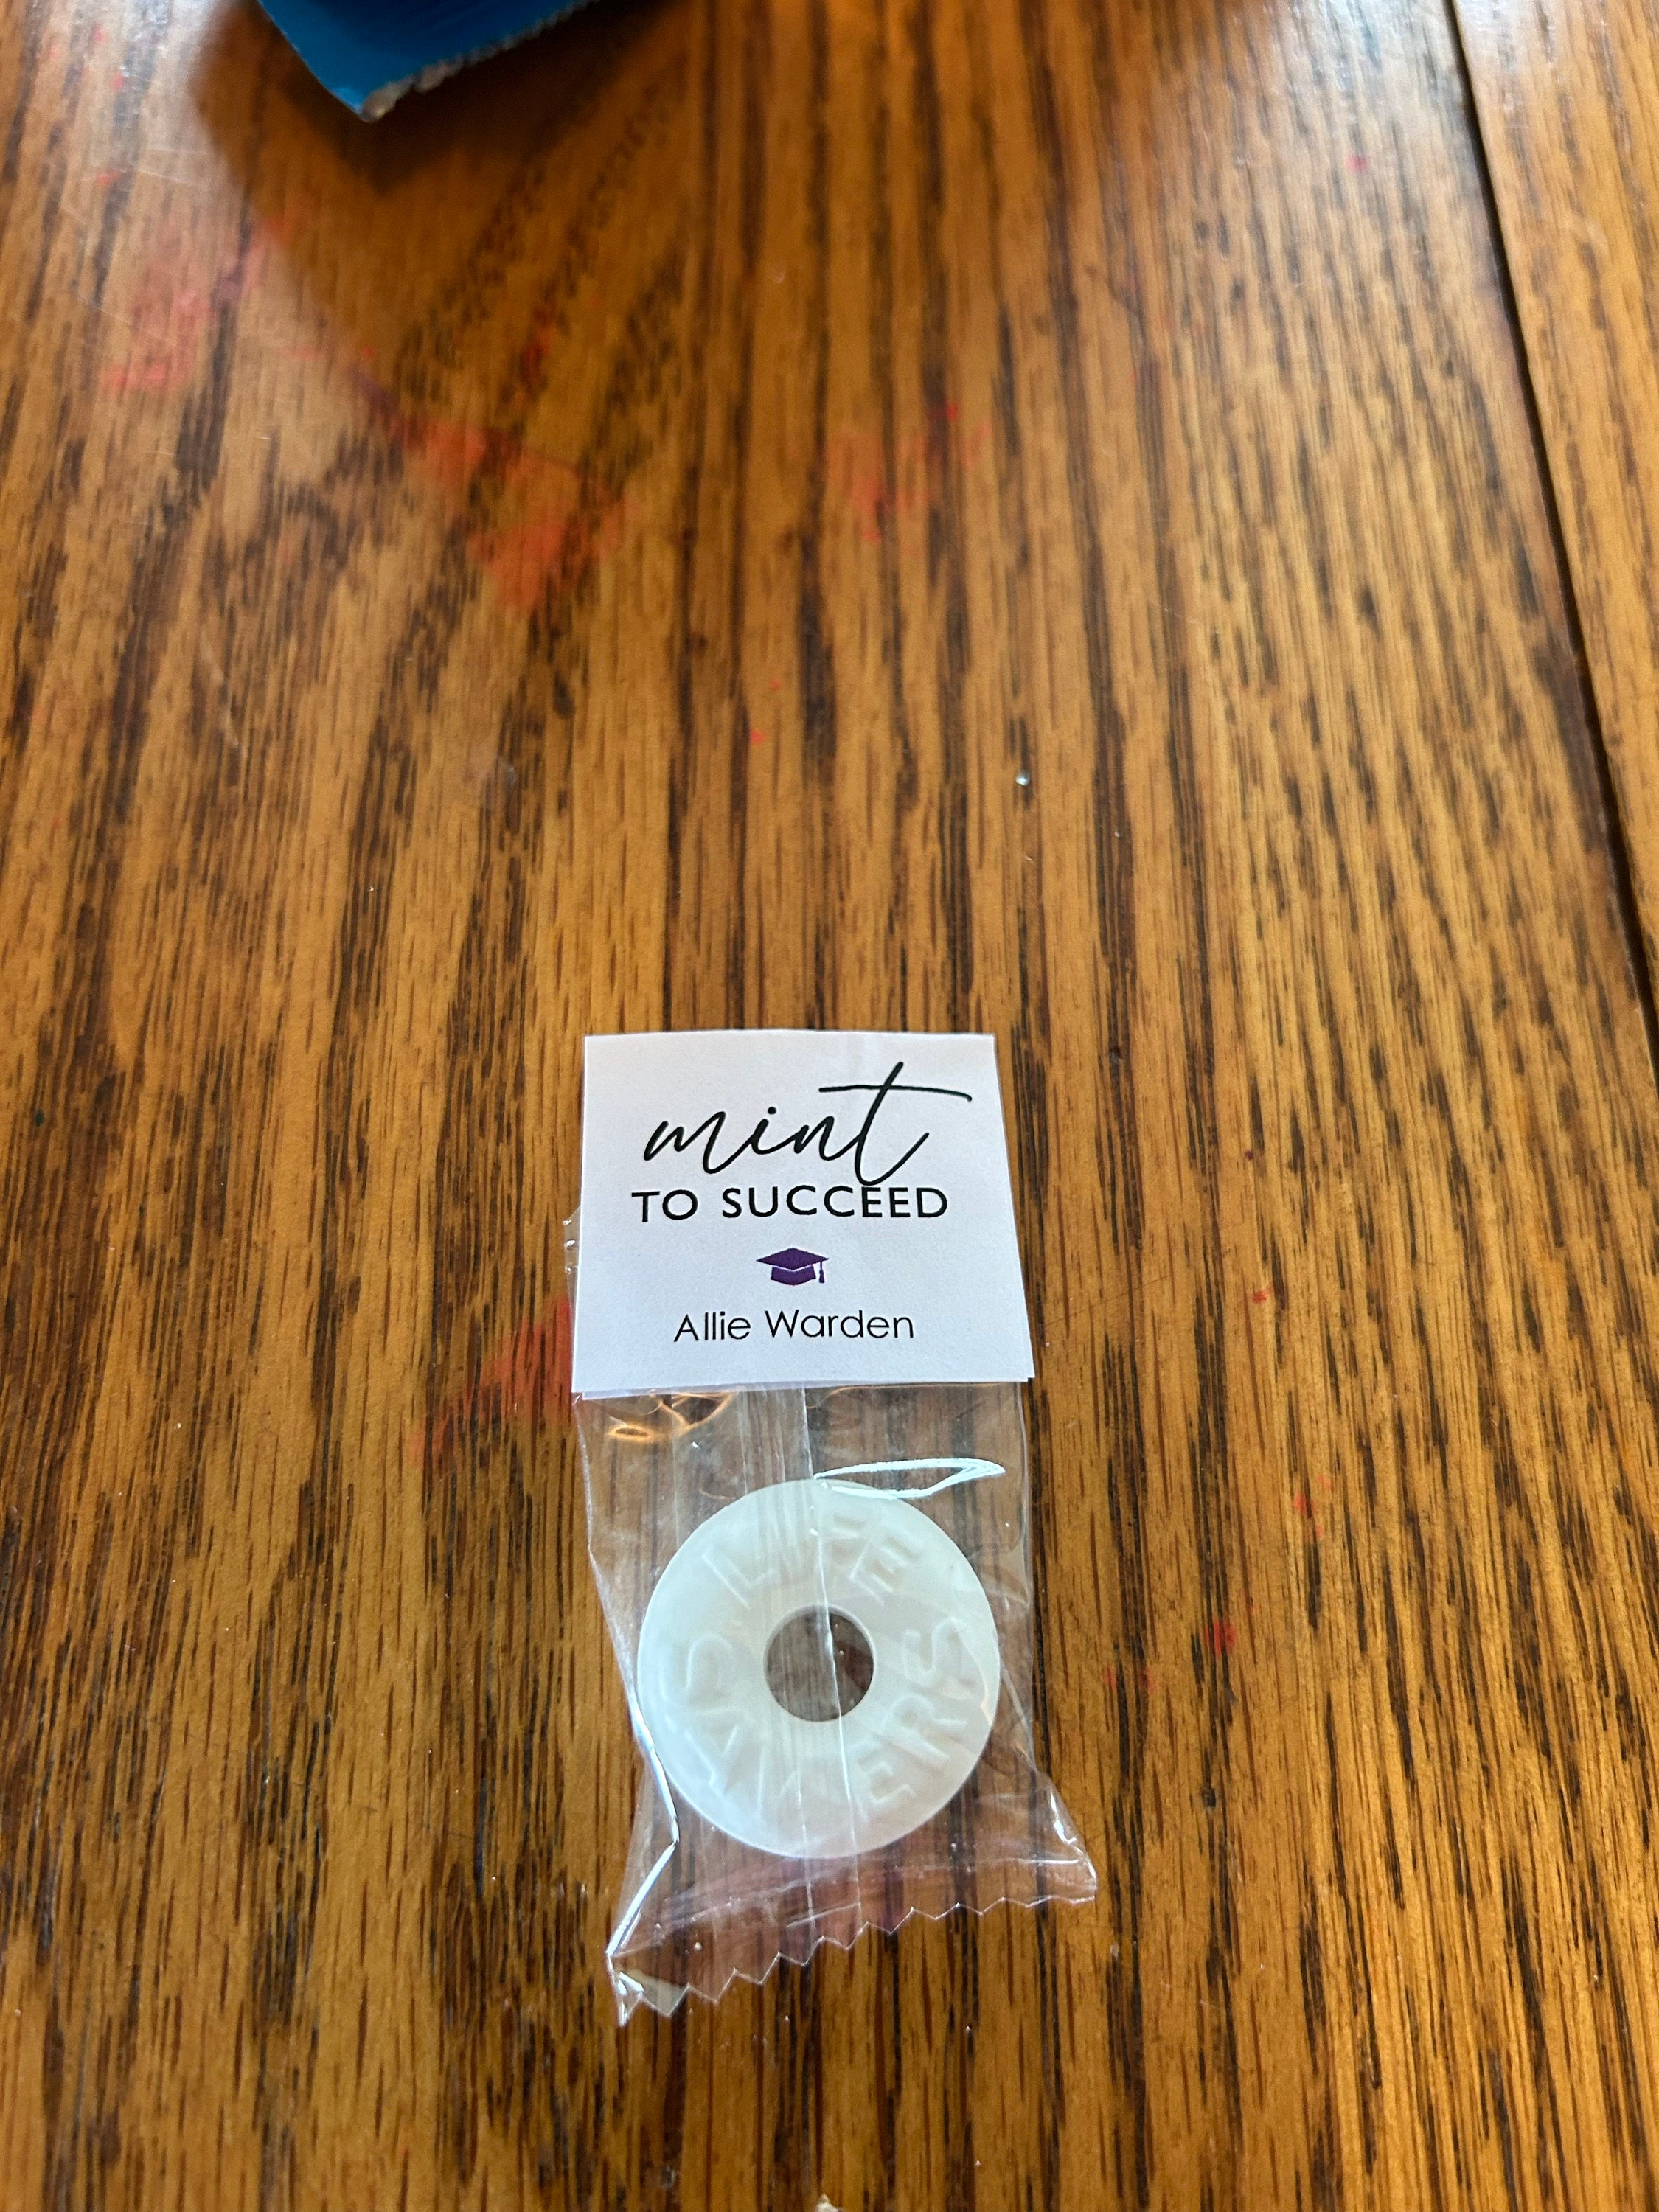 mint
TO SUCCEED
Allie Warden
LIFE
SAVERS